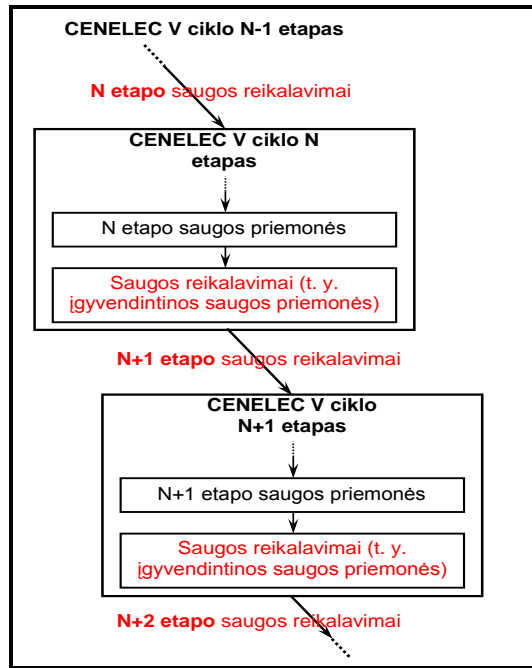 CENELEC V ciklo N-1 etapas
N etapo saugos reikalavimai
CENELEC V ciklo N
etapas
N etapo saugos priemonės
Saugos reikalavimai (t. y.
įgyvendintinos saugos priemonės)
N+1 etapo saugos reikalavimai
CENELEC V ciklo
N+1 etapas
N+1 etapo saugos priemonės
Saugos reikalavimai (t. y.
įgyvendintinos saugos priemonės)
N+2 etapo saugos reikalavimai